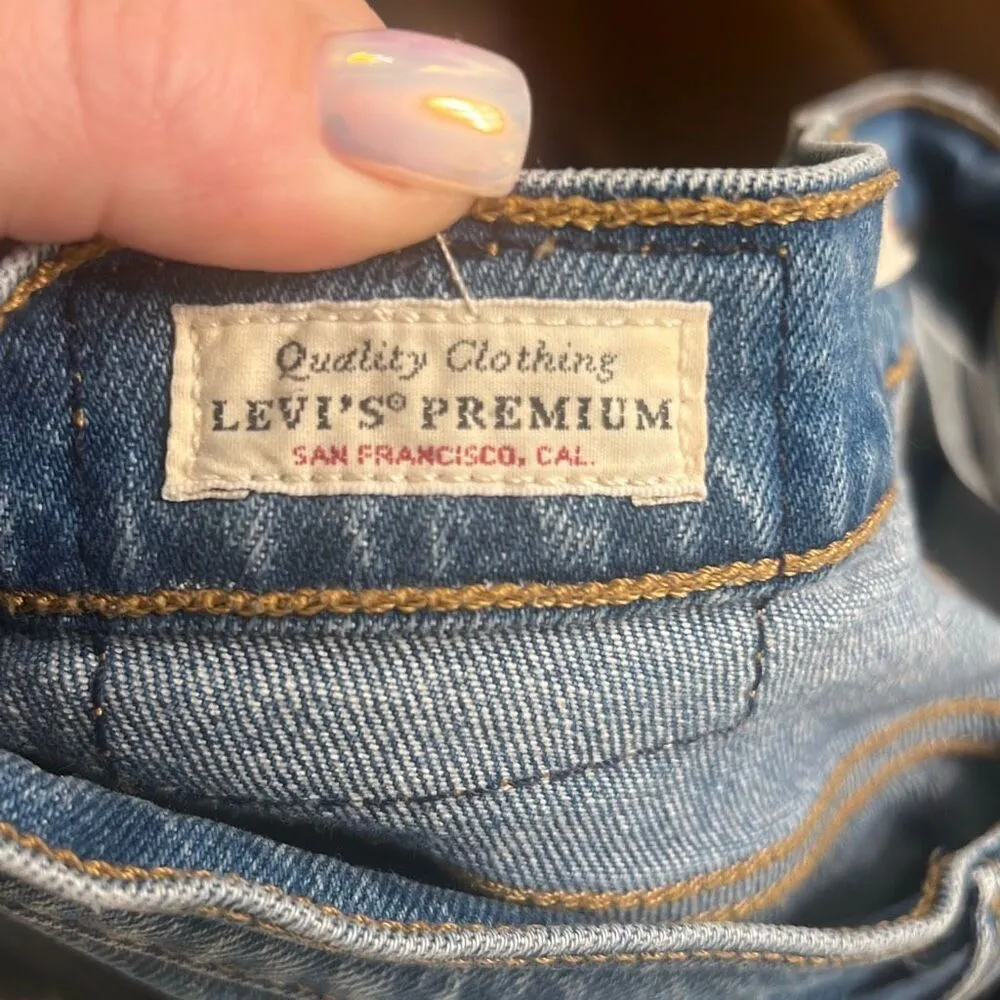 Quality Clothing
LEVI'S® PREMIUM
SAN FRANCISCO, CAL.